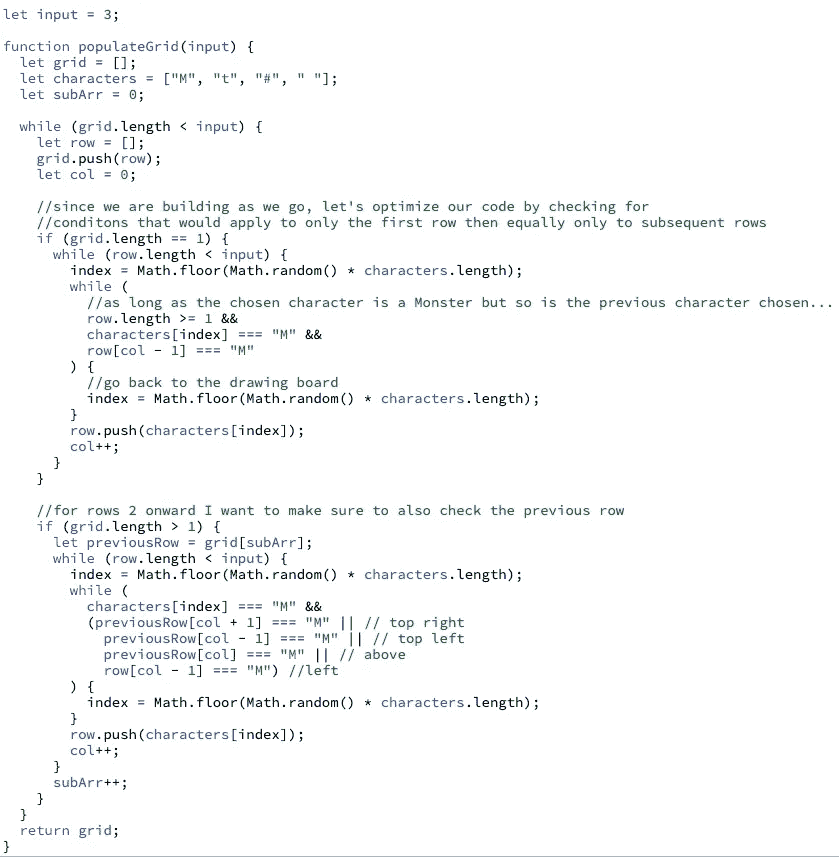 let input = 3;
function populateGrid(input) {
let grid = [];
let characters = ["M", "t", "#", " "];
let subArr = 0;
while (grid.length < input) {
let row = [];
grid.push(row);
let col = 0;
//since we are building as we go, let's optimize our code by checking for
//conditons that would apply to only the first row then equally only to subsequent rows
if (grid.length == 1) {
while (row.length < input) {
index = Math.floor(Math.random() * characters.length);
while (
//as long as the chosen character is a Monster but so is the previous character chosen...
row.length >= 1 &&
characters[index] === "M" &&
row[col - 1] === "M"
) {
//go back to the drawing board
index = Math.floor(Math.random() * characters.length);
}
row.push(characters[index]);
col++;
}
}
//for rows 2 onward I want to make sure to also check the previous row
if (grid.length > 1) {
let previousRow = grid[subArr];
while (row.length < input) {
index = Math.floor(Math.random() * characters.length);
while (
characters[index] === "M" &&
(previousRow[col + 1] === "M" || // top right
previousRow[col - 1] === "M" || // top left
previousRow[col] === "M" || // above
row[col - 1] === "M") //left
) {
index = Math.floor(Math.random() * characters.length);
}
row.push(characters[index]);
col++;
}
subArr++;
}
}
return grid;
}